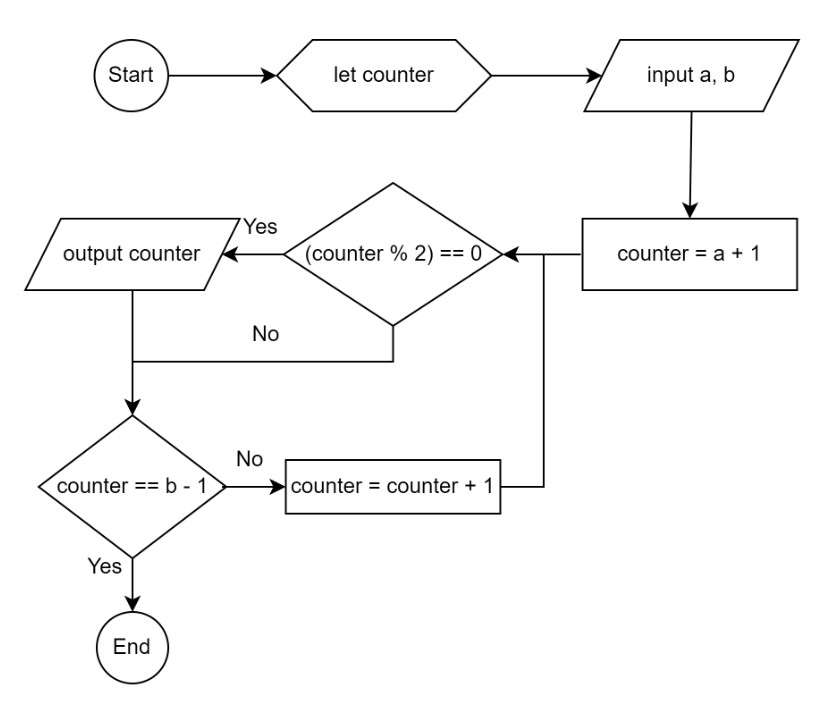 Start
let counter
input a, b
counter = a + 1
(counter % 2) == 0
Yes
output counter
No
counter == b - 1
No
counter = counter + 1
Yes
End